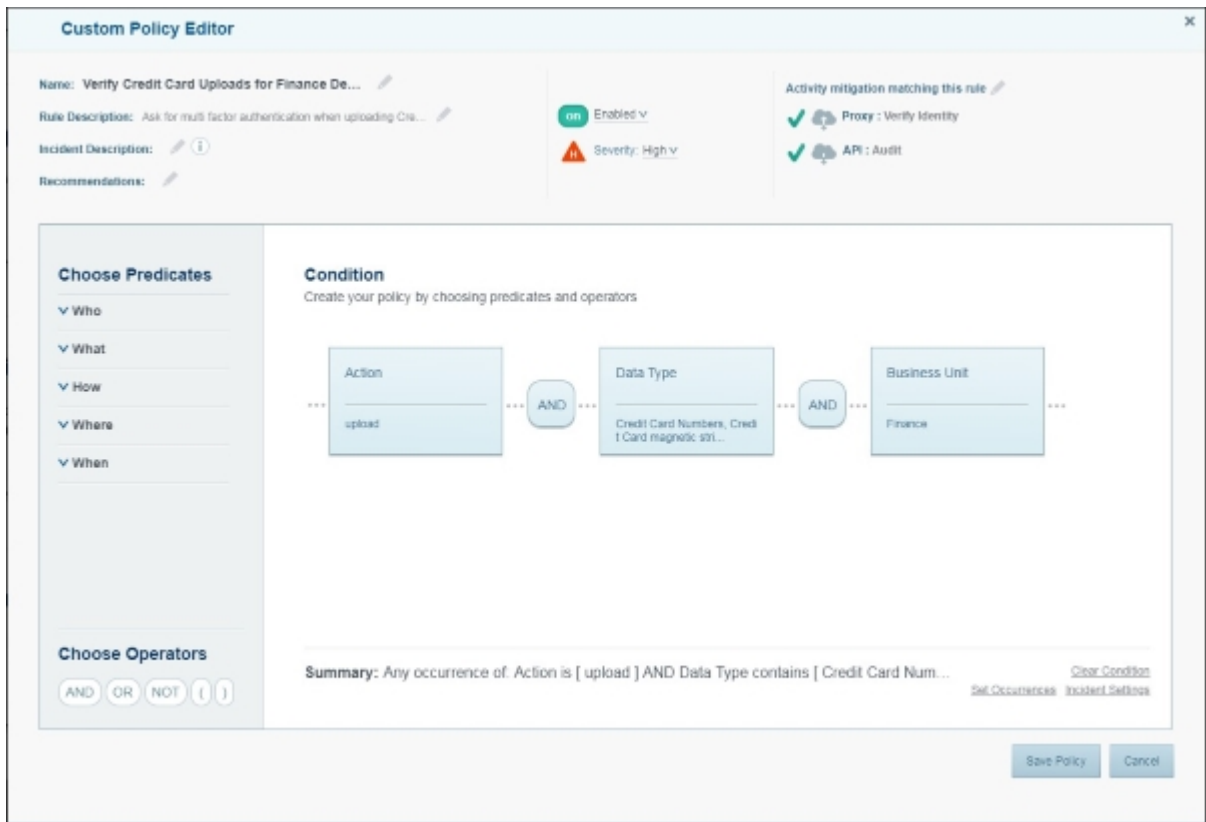 Custom Policy Editor
×
Name: Verify Credit Card Uploads for Finance De...
Rule Description: Ask for multi factor authentication when uploading Cre...
Incident Description: i
Recommendations:
on Enabled
H Severity: High
Activity mitigation matching this rule
Proxy : Verify Identity
API : Audit
Choose Predicates
Who
What
How
Where
When
Choose Operators
AND OR NOT ( )
Condition
Create your policy by choosing predicates and operators
Action
upload
AND
Data Type
Credit Card Numbers, Credi
t Card magnetic stri...
AND
Business Unit
Finance
Summary: Any occurrence of: Action is [ upload ] AND Data Type contains [ Credit Card Num...
Clear Condition
Set Occurrences Incident Settings
Save Policy Cancel